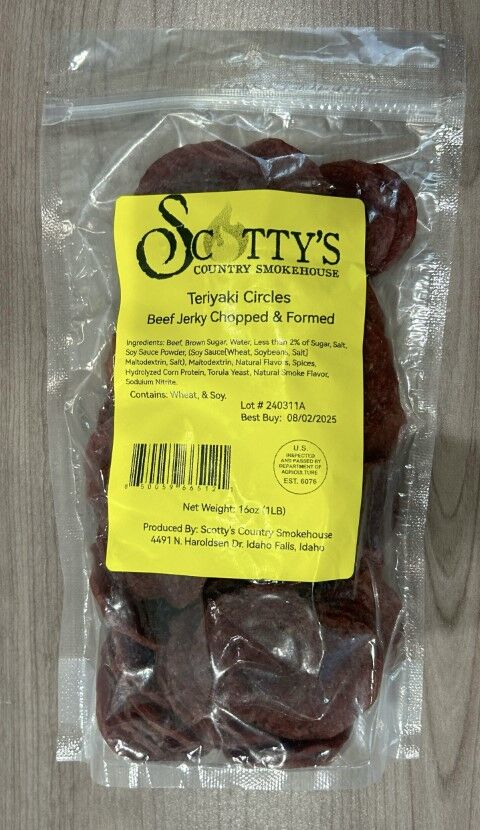 SCOTTY'S
COUNTRY SMOKEHOUSE
Teriyaki Circles
Beef Jerky Chopped & Formed
Ingredients: Beef, Brown Sugar, Water, Less than 2% of Sugar, Salt,
Soy Sauce Powder, (Soy Sauce(Wheat, Soybeans, Salt)
Maltodextrin, Salt), Maltodextrin, Natural Flavors, Spices,
Hydrolyzed Corn Protein, Torula Yeast, Natural Smoke Flavor,
Soduium Nitrite.
Contains: Wheat, & Soy.
Lot # 240311A
Best Buy: 08/02/2025
U.S.
INSPECTED
AND PASSED BY
DEPARTMENT OF
AGRICULTURE
EST. 6076
Net Weight: 16oz (1LB)
Produced By: Scotty's Country Smokehouse
4491 N. Haroldsen Dr. Idaho Falls, Idaho